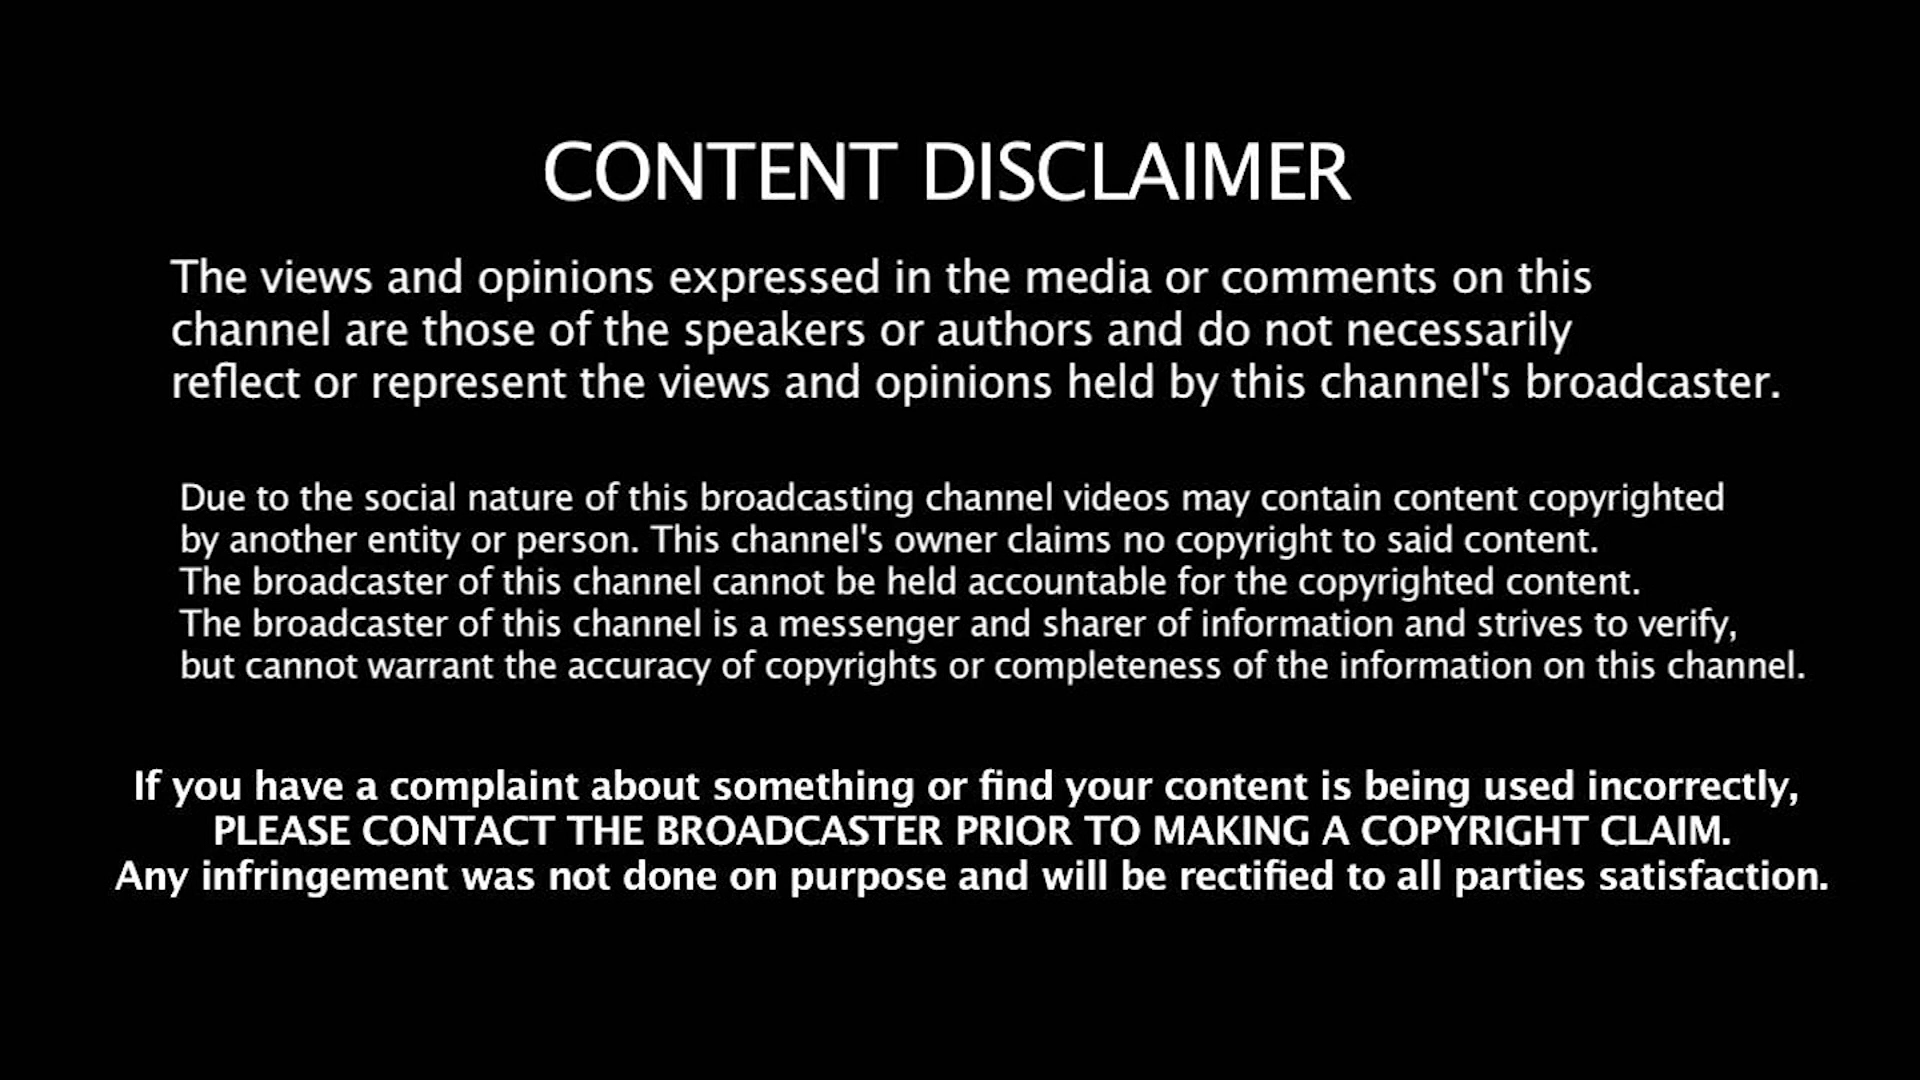 CONTENT DISCLAIMER
The views and opinions expressed in the media or comments on this
channel are those of the speakers or authors and do not necessarily
reflect or represent the views and opinions held by this channel's broadcaster.
Due to the social nature of this broadcasting channel videos may contain content copyrighted
by another entity or person. This channel's owner claims no copyright to said content.
The broadcaster of this channel cannot be held accountable for the copyrighted content.
The broadcaster of this channel is a messenger and sharer of information and strives to verify,
but cannot warrant the accuracy of copyrights or completeness of the information on this channel.
If you have a complaint about something or find your content is being used incorrectly,
PLEASE CONTACT THE BROADCASTER PRIOR TO MAKING A COPYRIGHT CLAIM.
Any infringement was not done on purpose and will be rectified to all parties satisfaction.